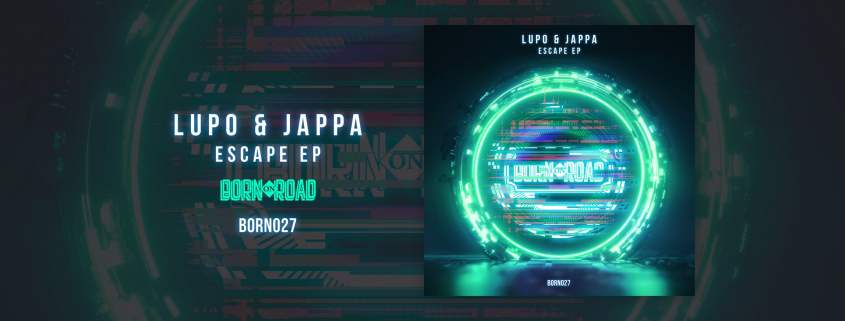 LUPO & JAPPA
ESCAPE EP
BORN ON ROAD
BORN027
LUPO & JAPPA
ESCAPE EP
BORN ON ROAD
BORN027